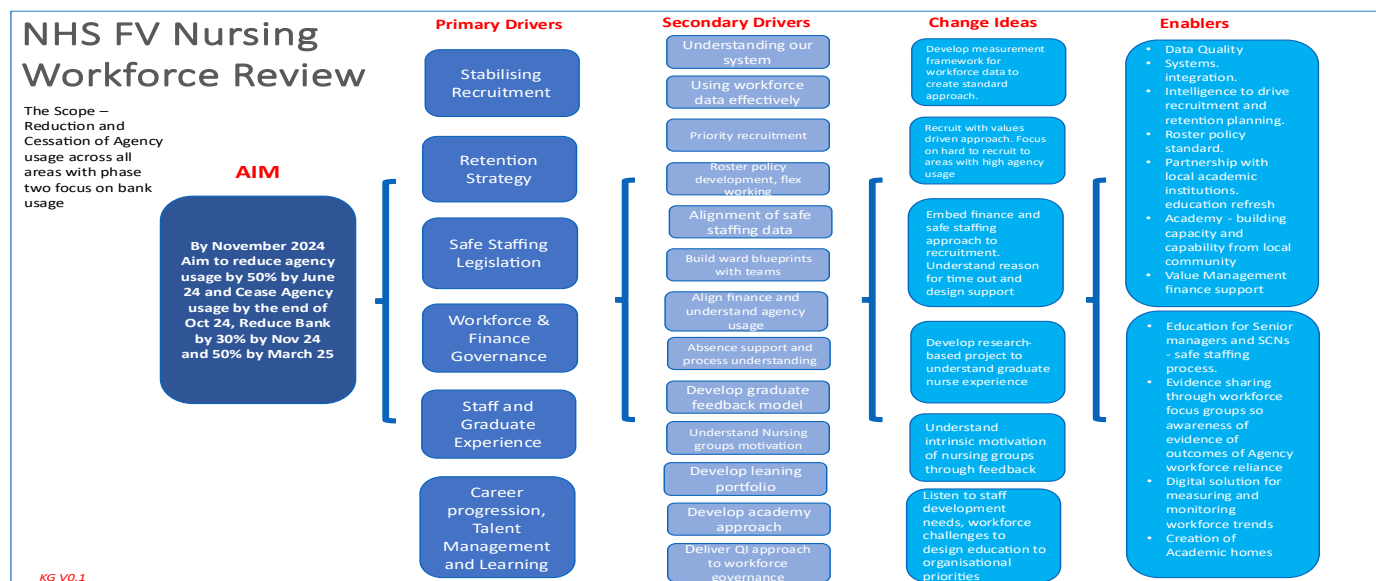 NHS FV Nursing
Workforce Review
The Scope –
Reduction and
Cessation of Agency
usage across all
areas with phase
two focus on bank
usage
AIM
By November 2024
Aim to reduce agency
usage by 50% by June
24 and Cease Agency
usage by the end of
Oct 24, Reduce Bank
by 30% by Nov 24
and 50% by March 25
KG V0.1
Primary Drivers
Stabilising
Recruitment
Retention
Strategy
Safe Staffing
Legislation
Workforce &
Finance
Governance
Staff and
Graduate
Experience
Career
progression,
Talent
Management
and Learning
Secondary Drivers
Understanding our
system
Using workforce
data effectively
Priority recruitment
Roster policy
development, flex
working
Alignment of safe
staffing data
Build ward blueprints
with teams
Align finance and
understand agency
usage
Absence support and
process understanding
Develop graduate
feedback model
Understand Nursing
groups motivation
Develop leaning
portfolio
Develop academy
approach
Deliver QI approach
to workforce
governance
Change Ideas
Develop measurement
framework for
workforce data to
create standard
approach.
Recruit with values
driven approach. Focus
on hard to recruit to
areas with high agency
usage
Embed finance and
safe staffing
approach to
recruitment.
Understand reason
for time out and
design support
Develop research-
based project to
understand graduate
nurse experience
Understand
intrinsic motivation
of nursing groups
through feedback
Listen to staff
development
needs, workforce
challenges to
design education to
organisational
priorities
Enablers
• Data Quality
• Systems.
integration.
• Intelligence to drive
recruitment and
retention planning.
• Roster policy
standard.
• Partnership with
local academic
institutions.
education refresh
• Academy - building
capacity and
capability from local
community
• Value Management
finance support
• Education for Senior
managers and SCNs
- safe staffing
process.
• Evidence sharing
through workforce
focus groups so
awareness of
evidence of
outcomes of Agency
workforce reliance
• Digital solution for
measuring and
monitoring
workforce trends
• Creation of
Academic homes